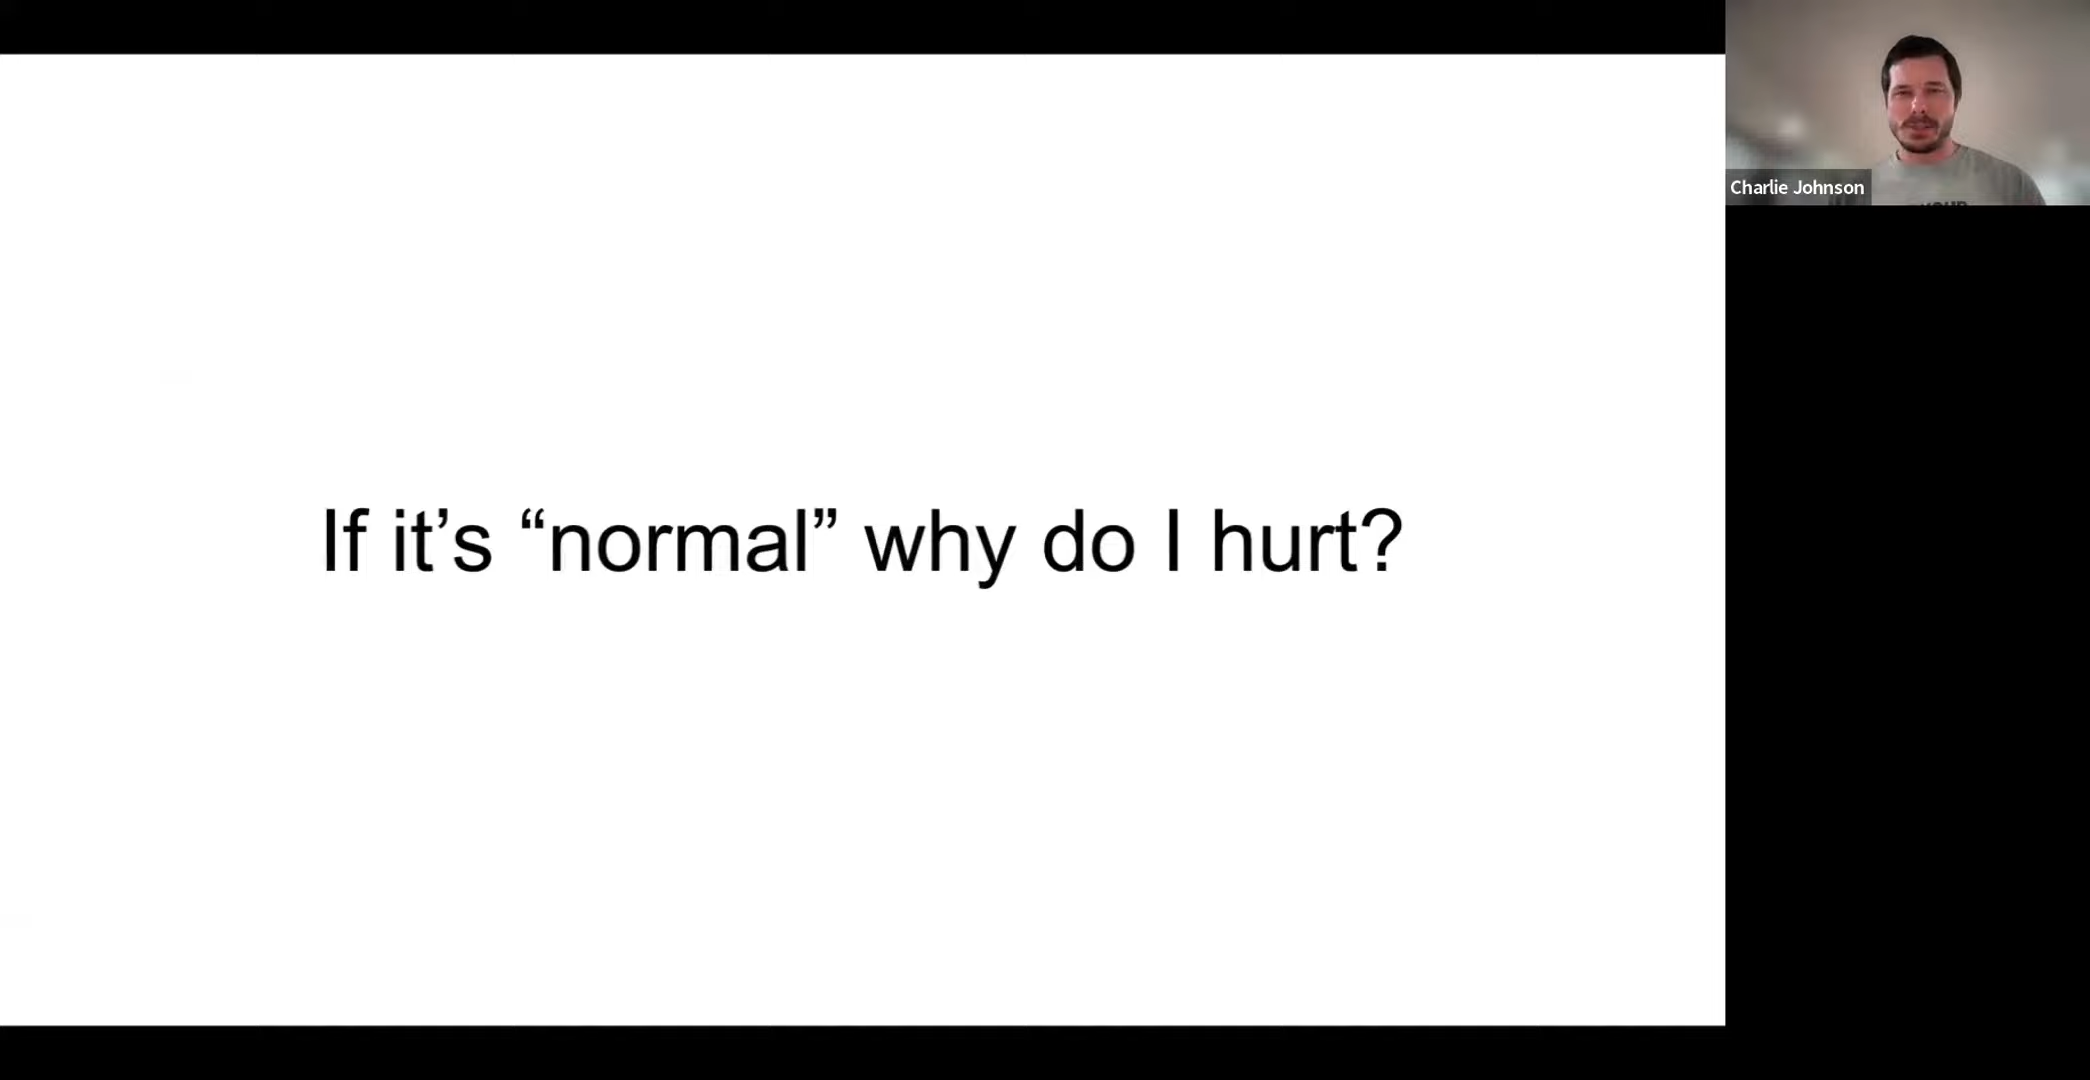 If it’s “normal” why do I hurt?
Charlie Johnson